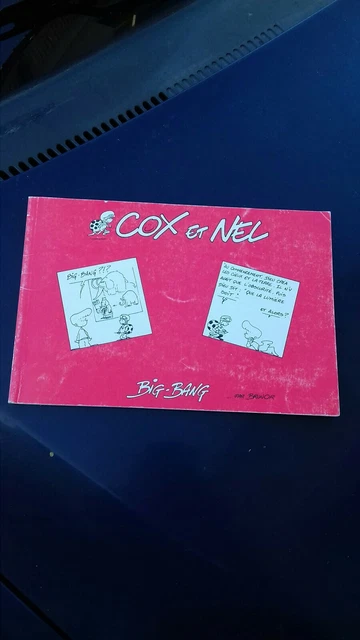 COX ET NEL
BIG-BANG?!?
AU COMMENCEMENT, DIEU CRÉA
LES CIEUX ET LA TERRE. IL N'Y
AVAIT QUE L'OBSCURITÉ. PUIS
DIEU DIT : "QUE LA LUMIÈRE
SOIT"
ET ALORS?
BIG-BANG
...PAR